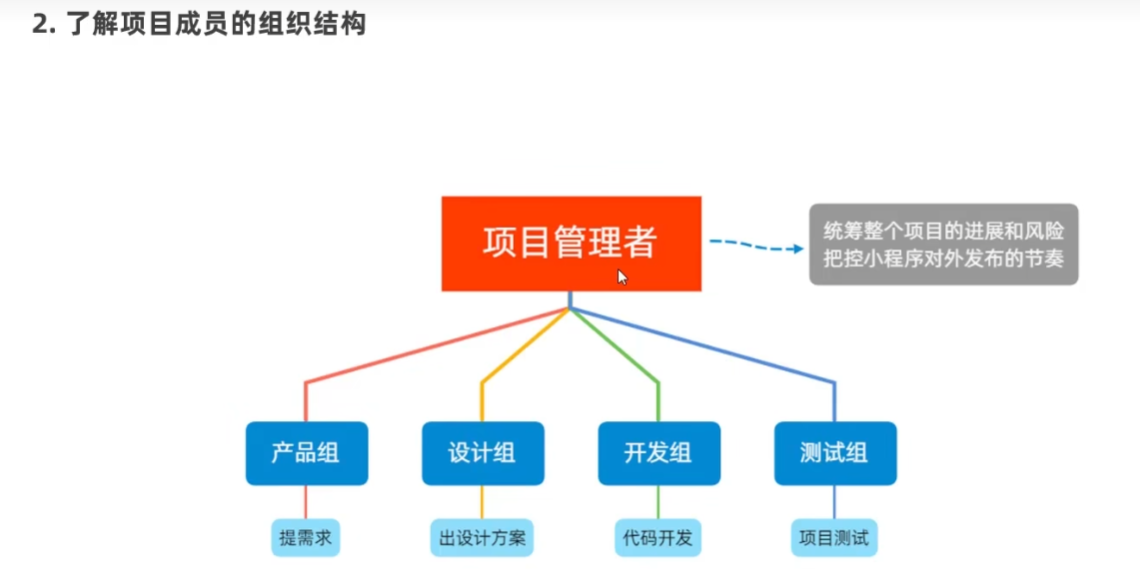 2. 了解项目成员的组织结构
项目管理者
统筹整个项目的进展和风险
把控小程序对外发布的节奏
产品组
设计组
开发组
测试组
提需求
出设计方案
代码开发
项目测试